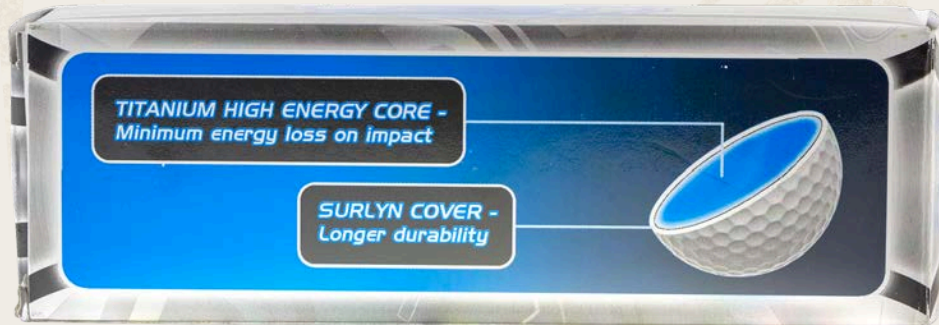 TITANIUM HIGH ENERGY CORE -
Minimum energy loss on impact
SURLYN COVER -
Longer durability